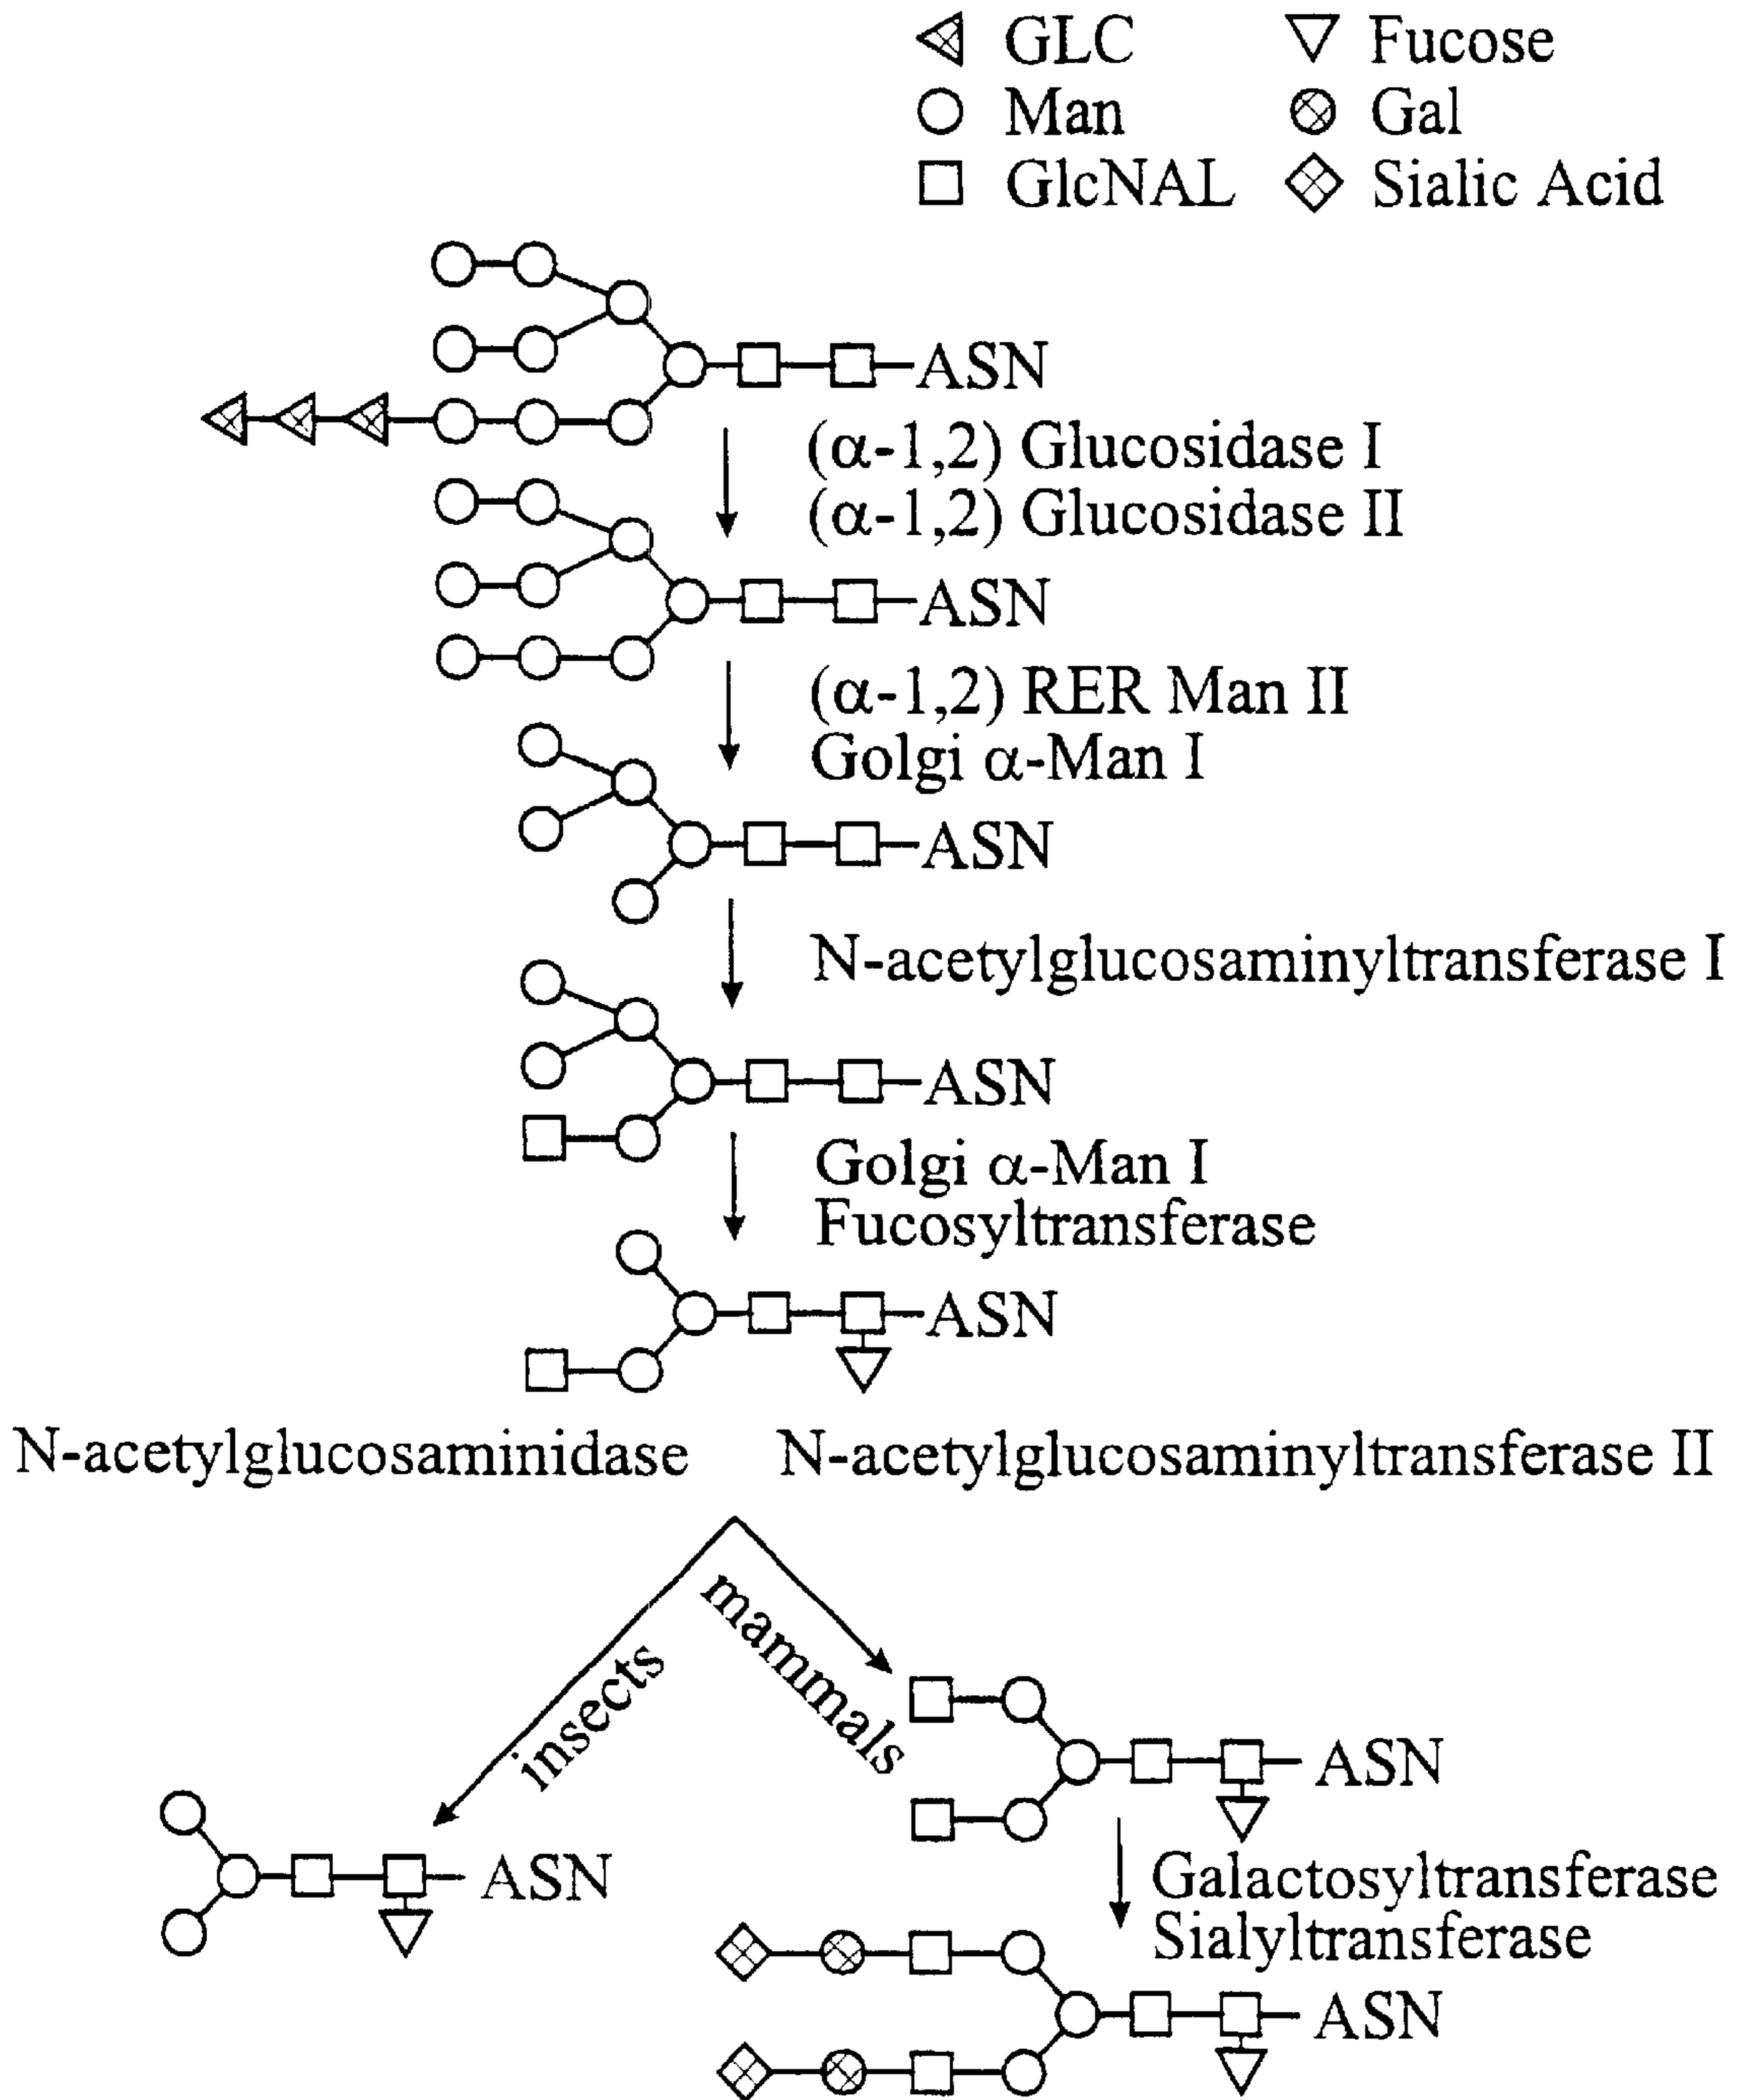 GLC Fucose
Man Gal
GlcNAL Sialic Acid
ASN
(α-1,2) Glucosidase I
(α-1,2) Glucosidase II
ASN
(α-1,2) RER Man II
Golgi α-Man I
ASN
N-acetylglucosaminyltransferase I
ASN
Golgi α-Man I
Fucosyltransferase
ASN
N-acetylglucosaminidase N-acetylglucosaminyltransferase II
insects
mammals
ASN
ASN
Galactosyltransferase
Sialyltransferase
ASN